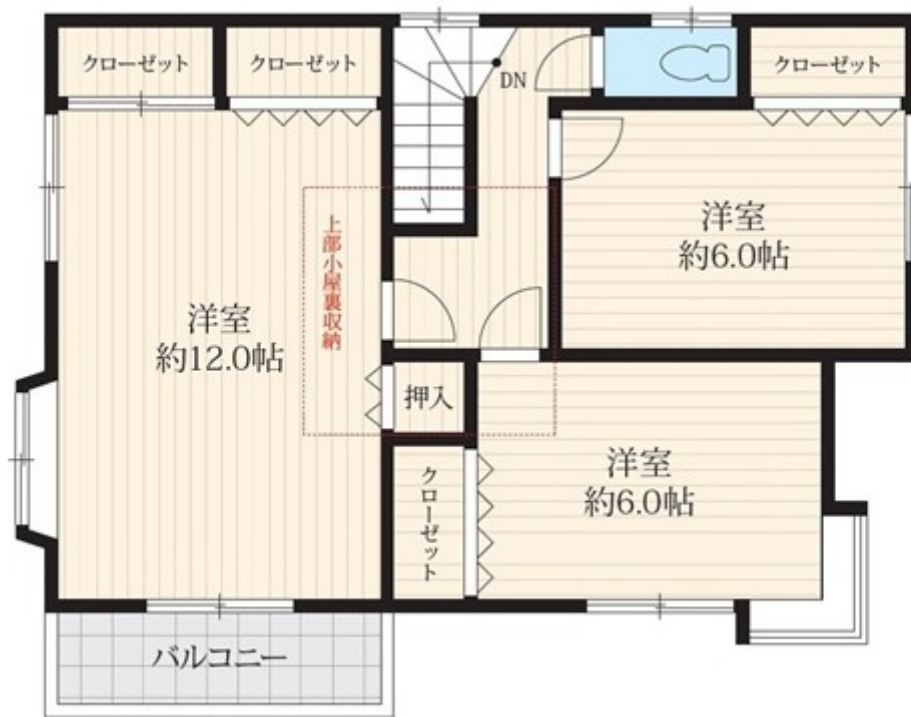 クローゼット
クローゼット
DN
クローゼット
洋室
約6.0帖
上部小屋裏収納
洋室
約12.0帖
押入
クローゼット
洋室
約6.0帖
バルコニー